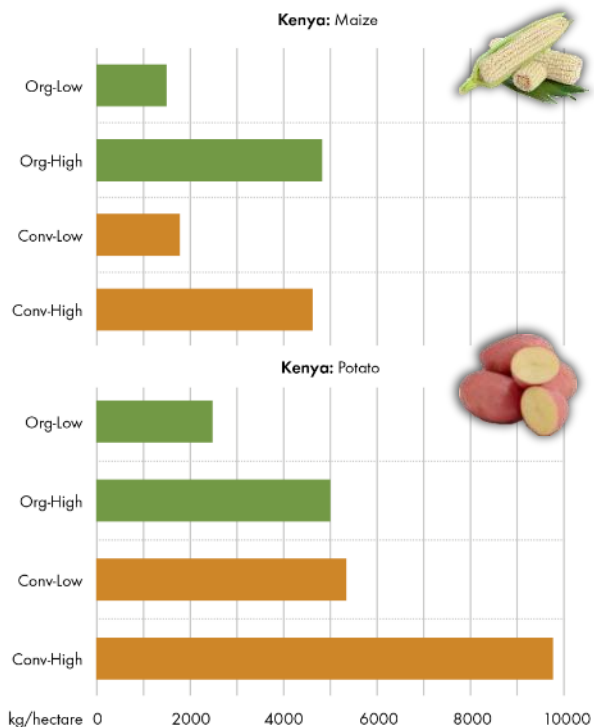 Kenya: Maize
Org-Low
Org-High
Conv-Low
Conv-High
Kenya: Potato
Org-Low
Org-High
Conv-Low
Conv-High
kg/hectare 0 2000 4000 6000 8000 10000